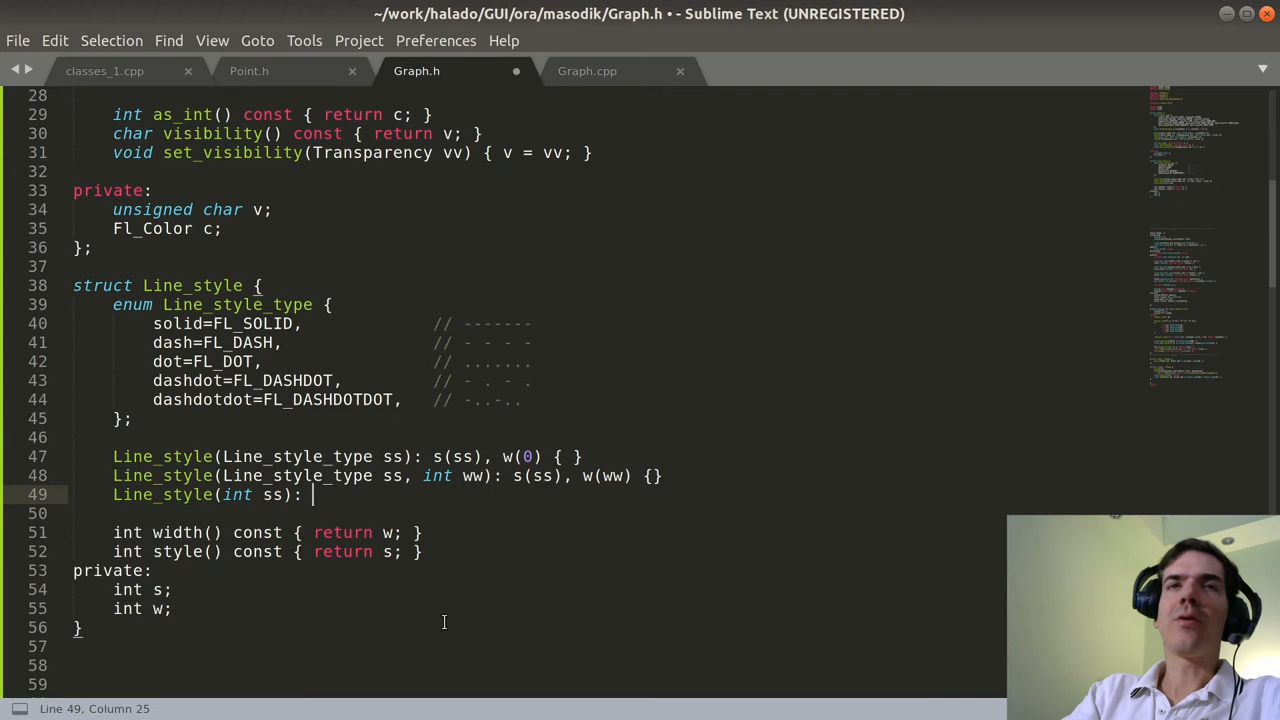 ~/work/halado/GUI/ora/masodik/Graph.h • - Sublime Text (UNREGISTERED)
File Edit Selection Find View Goto Tools Project Preferences Help
classes_1.cpp Point.h Graph.h Graph.cpp
28
29 int as_int() const { return c; }
30 char visibility() const { return v; }
31 void set_visibility(Transparency vv) { v = vv; }
32
33 private:
34 unsigned char v;
35 Fl_Color c;
36 };
37
38 struct Line_style {
39 enum Line_style_type {
40 solid=FL_SOLID, // -------
41 dash=FL_DASH, // - - - -
42 dot=FL_DOT, // .......
43 dashdot=FL_DASHDOT, // - . - .
44 dashdotdot=FL_DASHDOTDOT, // -..-..
45 };
46
47 Line_style(Line_style_type ss): s(ss), w(0) { }
48 Line_style(Line_style_type ss, int ww): s(ss), w(ww) {}
49 Line_style(int ss):
50
51 int width() const { return w; }
52 int style() const { return s; }
53 private:
54 int s;
55 int w;
56 }
57
58
59
Line 49, Column 25